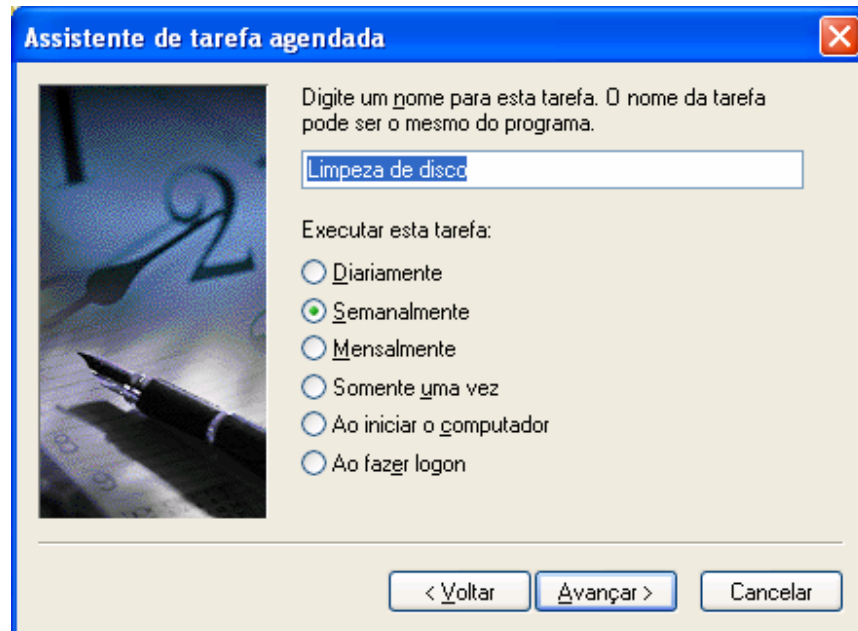 Assistente de tarefa agendada
Digite um nome para esta tarefa. O nome da tarefa
pode ser o mesmo do programa.
Limpeza de disco
Executar esta tarefa:
Diariamente
Semanalmente
Mensalmente
Somente uma vez
Ao iniciar o computador
Ao fazer logon
< Voltar
Avançar >
Cancelar